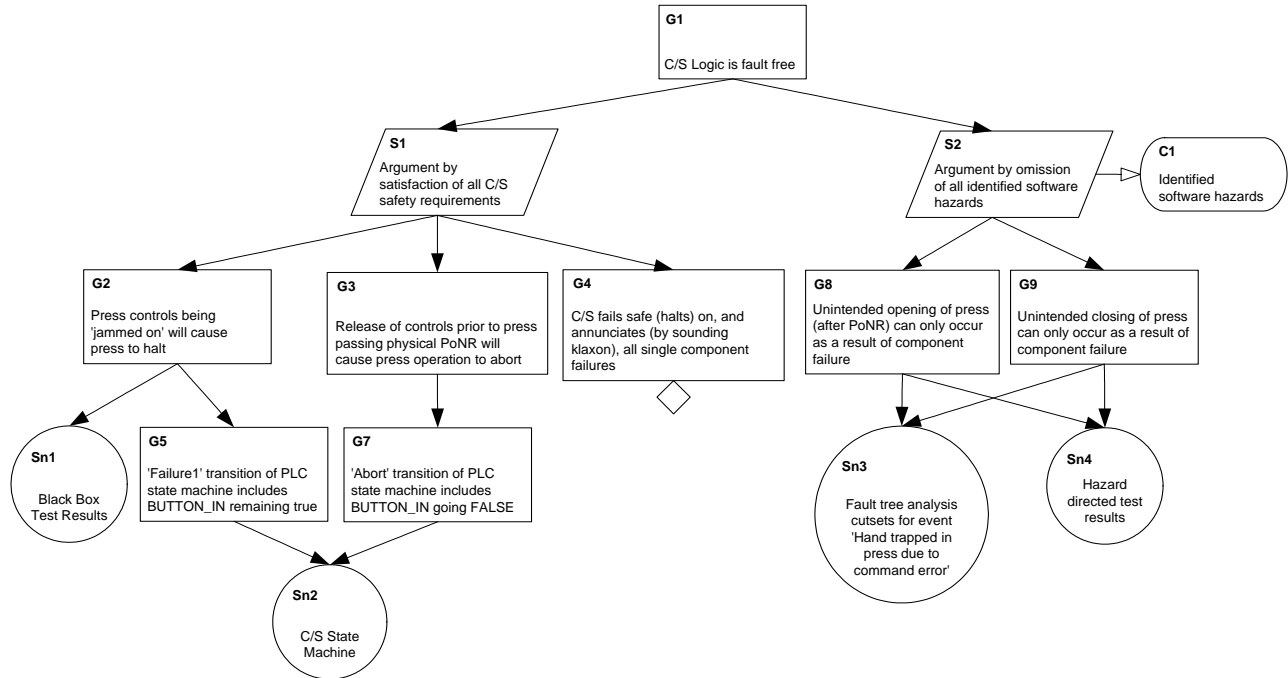 G1
C/S Logic is fault free
S1
Argument by
satisfaction of all C/S
safety requirements
S2
Argument by omission
of all identified software
hazards
C1
Identified
software hazards
G2
Press controls being
'jammed on' will cause
press to halt
G3
Release of controls prior to press
passing physical PoNR will
cause press operation to abort
G4
C/S fails safe (halts) on, and
annunciates (by sounding
klaxon), all single component
failures
G8
Unintended opening of press
(after PoNR) can only occur
as a result of component
failure
G9
Unintended closing of press
can only occur as a result of
component failure
Sn1
Black Box
Test Results
G5
'Failure1' transition of PLC
state machine includes
BUTTON_IN remaining true
G7
'Abort' transition of PLC
state machine includes
BUTTON_IN going FALSE
Sn3
Fault tree analysis
cutsets for event
'Hand trapped in
press due to
command error'
Sn4
Hazard
directed test
results
Sn2
C/S State
Machine